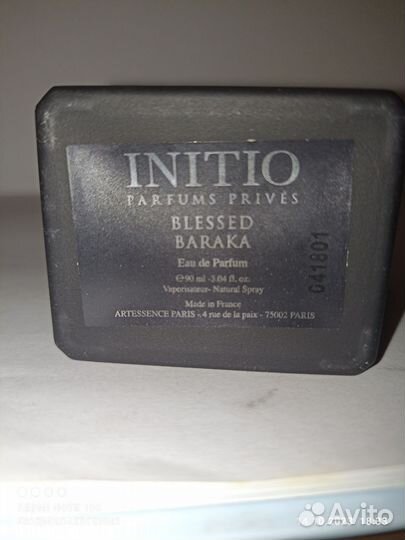 INITIO
PARFUMS PRIVÉS
BLESSED
BARAKA
Eau de Parfum
℮90 ml -3.04 fl. oz.
Vaporisateur- Natural Spray
Made in France
ARTESSENCE PARIS - 4 rue de la paix - 75002 PARIS
041801
Avito